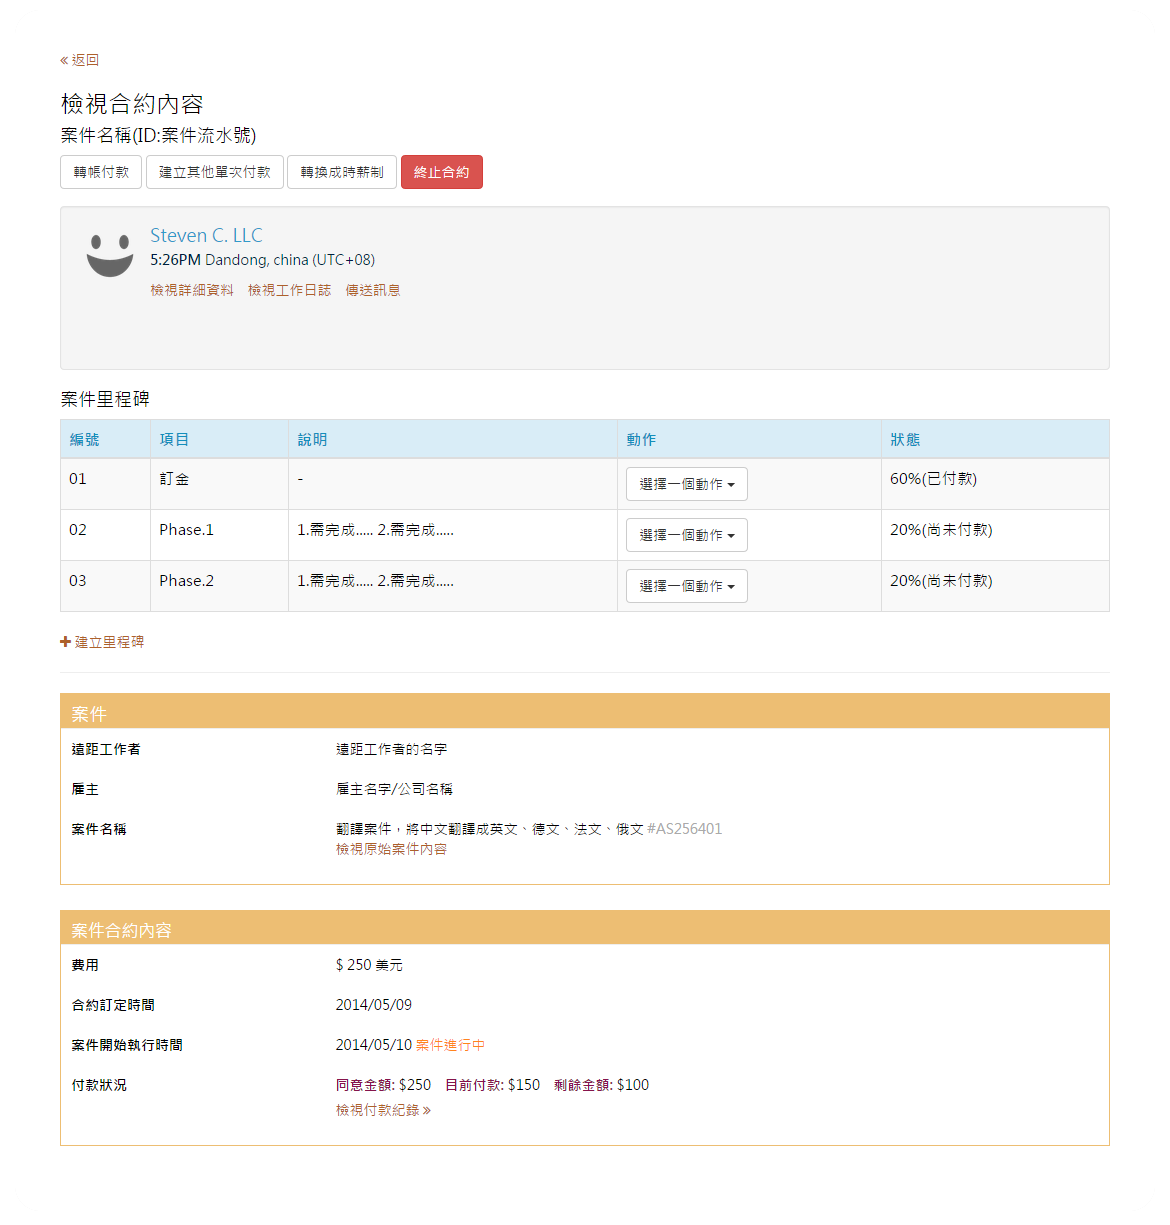 « 返回
檢視合約內容
案件名稱(ID:案件流水號)
轉帳付款 建立其他單次付款 轉換成時薪制 終止合約
Steven C. LLC
5:26PM Dandong, china (UTC+08)
檢視詳細資料 檢視工作日誌 傳送訊息
案件里程碑
編號 項目 說明 動作 狀態
01 訂金 - 選擇一個動作 60%(已付款)
02 Phase.1 1.需完成..... 2.需完成..... 選擇一個動作 20%(尚未付款)
03 Phase.2 1.需完成..... 2.需完成..... 選擇一個動作 20%(尚未付款)
建立里程碑
案件
遠距工作者 遠距工作者的名字
雇主 雇主名字/公司名稱
案件名稱 翻譯案件，將中文翻譯成英文、德文、法文、俄文 #AS256401
檢視原始案件內容
案件合約內容
費用 $ 250 美元
合約訂定時間 2014/05/09
案件開始執行時間 2014/05/10 案件進行中
付款狀況 同意金額: $250 目前付款: $150 剩餘金額: $100
檢視付款紀錄 »